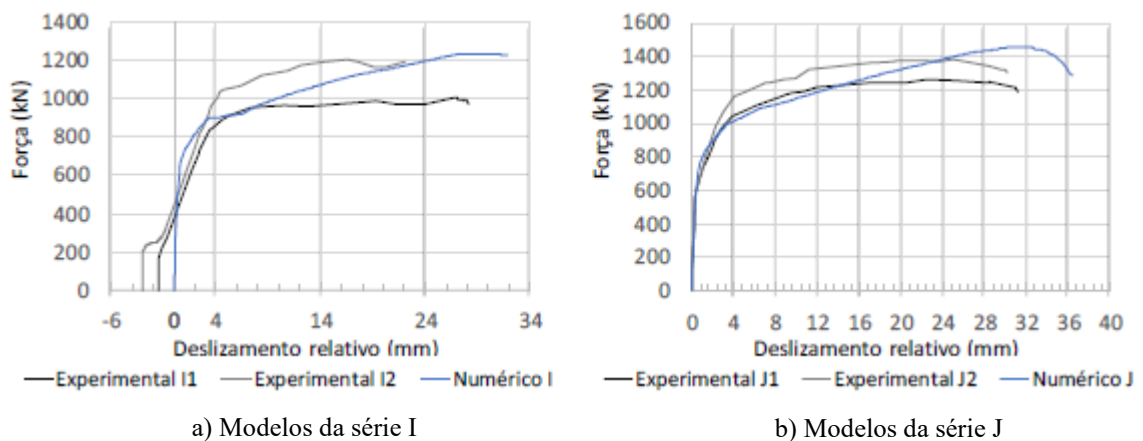 1400
1200
1000
800
600
400
200
0
Força (kN)
-6 0 4 14 24 34
Deslizamento relativo (mm)
Experimental I1 Experimental I2 Numérico I
a) Modelos da série I
1600
1400
1200
1000
800
600
400
200
0
Força (kN)
0 4 8 12 16 20 24 28 32 36 40
Deslizamento relativo (mm)
Experimental J1 Experimental J2 Numérico J
b) Modelos da série J